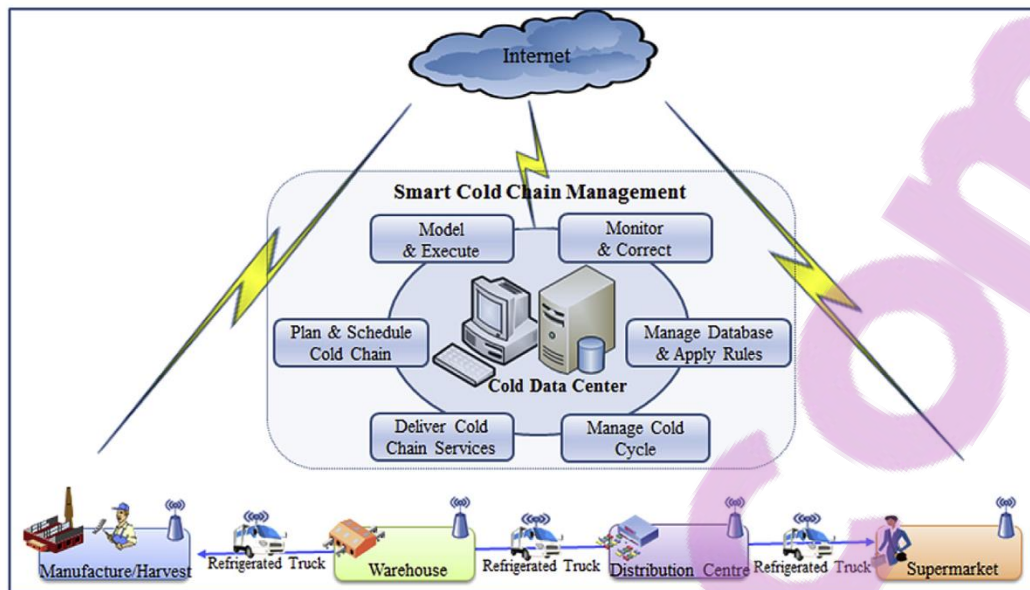 Internet
Smart Cold Chain Management
Model
& Execute
Monitor
& Correct
Plan & Schedule
Cold Chain
Manage Database
& Apply Rules
Cold Data Center
Deliver Cold
Chain Services
Manage Cold
Cycle
Manufacture/Harvest
Refrigerated Truck
Warehouse
Refrigerated Truck
Distribution Centre
Refrigerated Truck
Supermarket
com